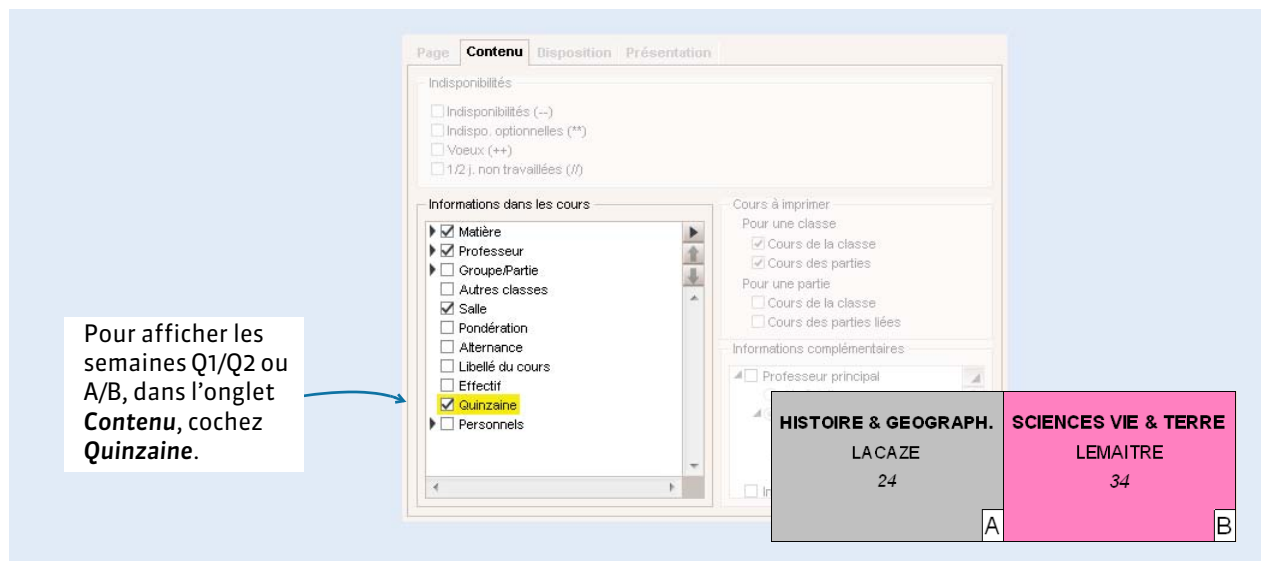 Page Contenu Disposition Présentation
Indisponibilités
Indisponibilités (--)
Indispo. optionnelles (**)
Voeux (++)
1/2 j. non travaillées (//)
Informations dans les cours
Matière
Professeur
Groupe/Partie
Autres classes
Salle
Pondération
Alternance
Libellé du cours
Effectif
Quinzaine
Personnels
Cours à imprimer
Pour une classe
Cours de la classe
Cours des parties
Pour une partie
Cours de la classe
Cours des parties liées
Informations complémentaires
Professeur principal
Pour afficher les
semaines Q1/Q2 ou
A/B, dans l’onglet
Contenu, cochez
Quinzaine.
HISTOIRE & GEOGRAPH.
LACAZE
24
A
SCIENCES VIE & TERRE
LEMAITRE
34
B